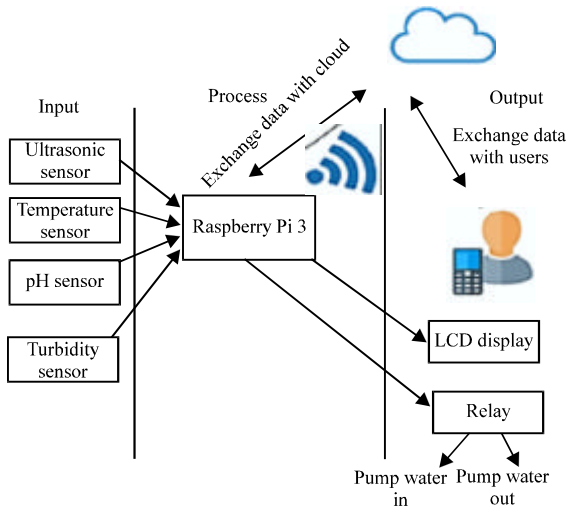 Input
Process
Output
Exchange data with cloud
Exchange data
with users
Ultrasonic
sensor
Temperature
sensor
pH sensor
Turbidity
sensor
Raspberry Pi 3
LCD display
Relay
Pump water
in
Pump water
out